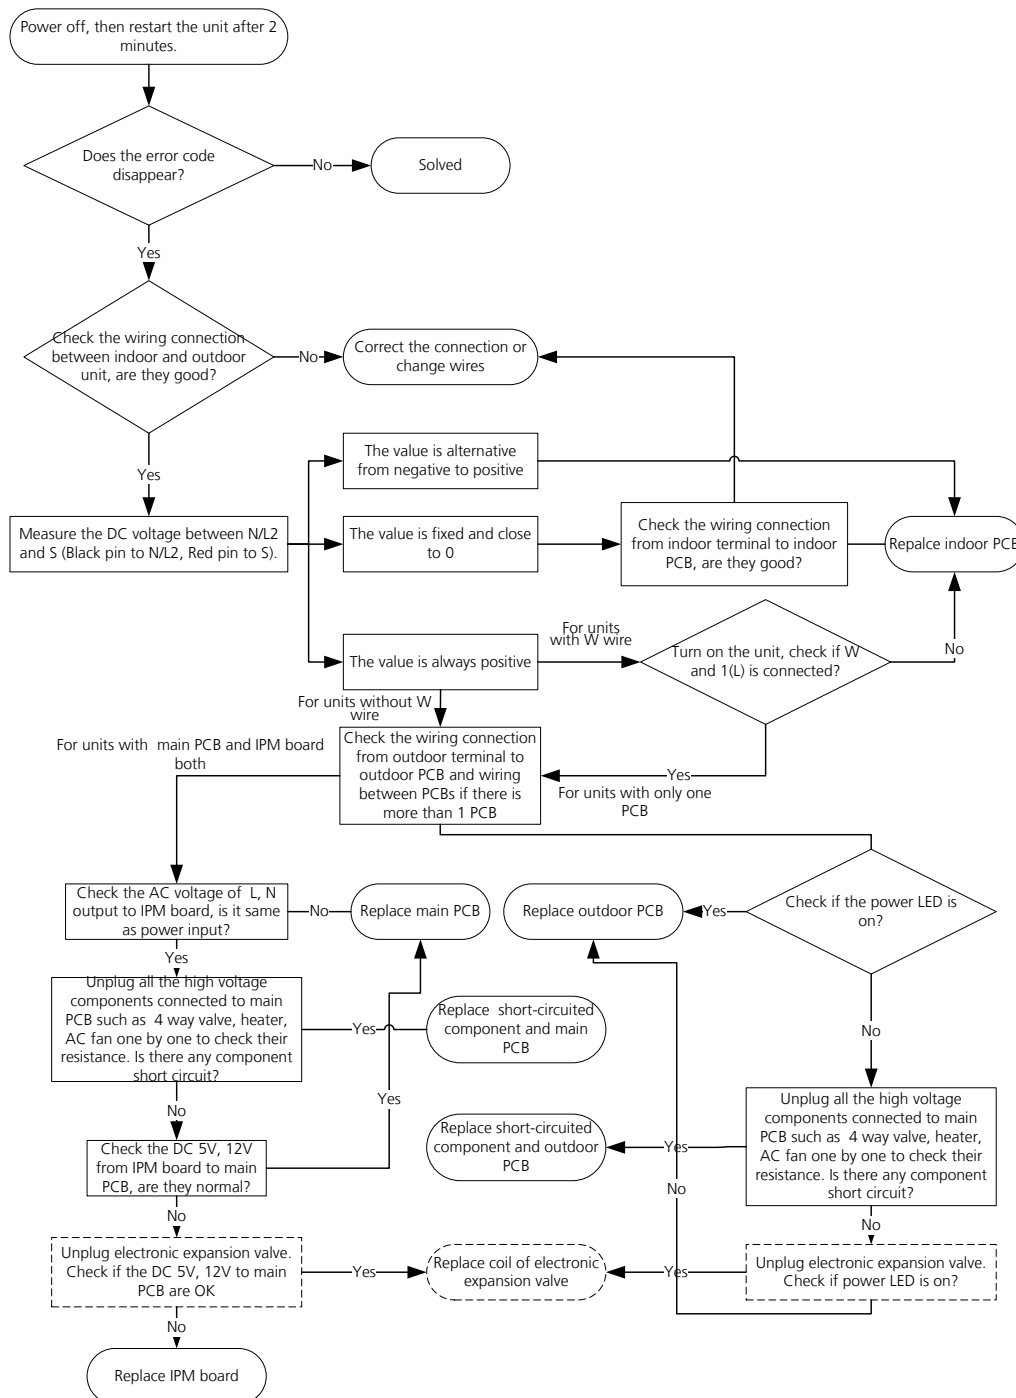 Power off, then restart the unit after 2
minutes.
Does the error code
disappear?
No
Solved
Yes
Check the wiring connection
between indoor and outdoor
unit, are they good?
No
Correct the connection or
change wires
Yes
The value is alternative
from negative to positive
Measure the DC voltage between N/L2
and S (Black pin to N/L2, Red pin to S).
The value is fixed and close
to 0
Check the wiring connection
from indoor terminal to indoor
PCB, are they good?
Repalce indoor PCB
The value is always positive
For units
with W wire
Turn on the unit, check if W
and 1(L) is connected?
No
For units without W
wire
For units with  main PCB and IPM board
both
Check the wiring connection
from outdoor terminal to
outdoor PCB and wiring
between PCBs if there is
more than 1 PCB
Yes
For units with only one
PCB
Check the AC voltage of  L, N
output to IPM board, is it same
as power input?
No
Replace main PCB
Replace outdoor PCB
Yes
Check if the power LED is
on?
Yes
Unplug all the high voltage
components connected to main
PCB such as  4 way valve, heater,
AC fan one by one to check their
resistance. Is there any component
short circuit?
Yes
Replace  short-circuited
component and main
PCB
No
No
Yes
Check the DC 5V, 12V
from IPM board to main
PCB, are they normal?
Replace short-circuited
component and outdoor
PCB
Yes
Unplug all the high voltage
components connected to main
PCB such as  4 way valve, heater,
AC fan one by one to check their
resistance. Is there any component
short circuit?
No
No
No
Unplug electronic expansion valve.
Check if the DC 5V, 12V to main
PCB are OK
Yes
Replace coil of electronic
expansion valve
Yes
Unplug electronic expansion valve.
Check if power LED is on?
No
Replace IPM board